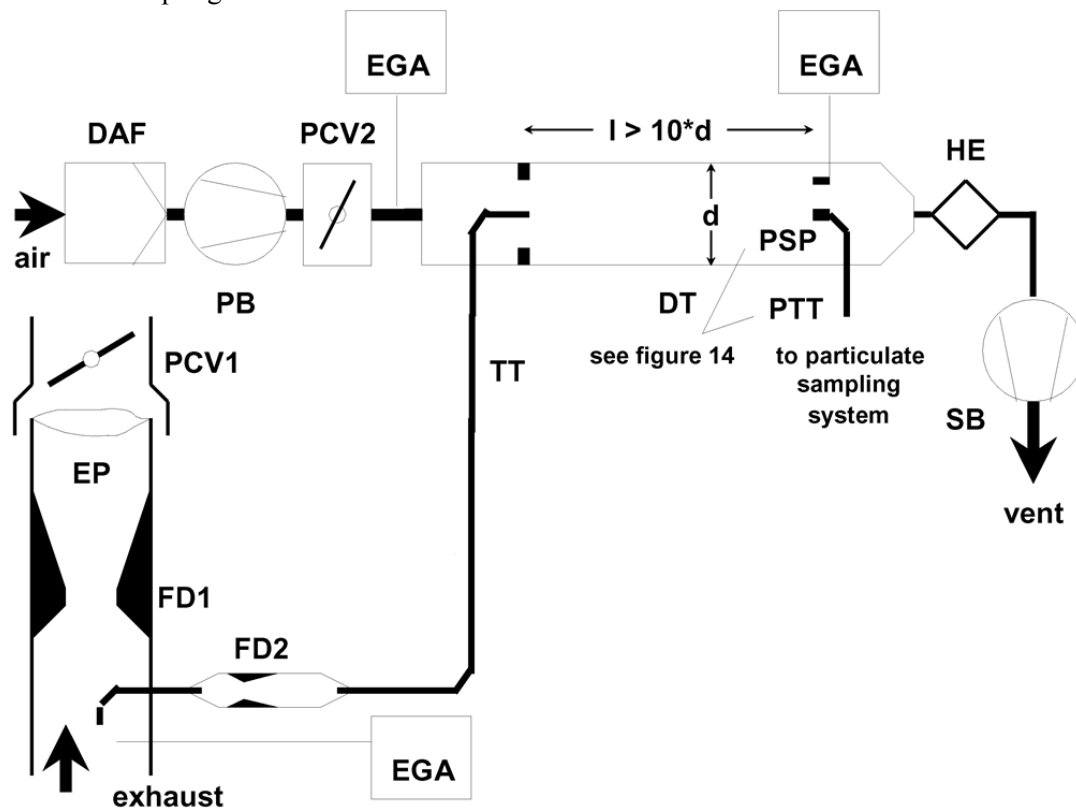 EGA
EGA
DAF
PCV2
l > 10*d
HE
air
d
PSP
PB
DT
PTT
PCV1
see figure 14
to particulate
sampling
system
TT
SB
EP
vent
FD1
FD2
EGA
exhaust